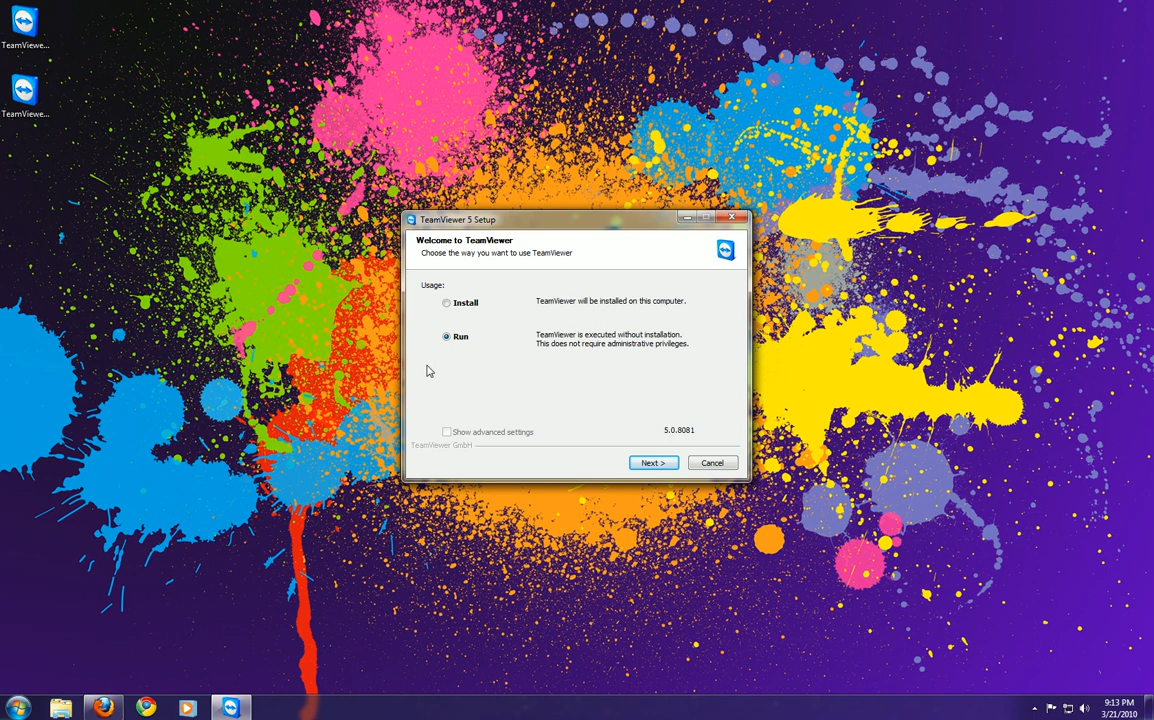 TeamViewe...
TeamViewe...
TeamViewer 5 Setup
Welcome to TeamViewer
Choose the way you want to use TeamViewer
Usage:
Install
TeamViewer will be installed on this computer.
Run
TeamViewer is executed without installation.
This does not require administrative privileges.
Show advanced settings
5.0.8081
TeamViewer GmbH
Next >
Cancel
9:13 PM
3/21/2010